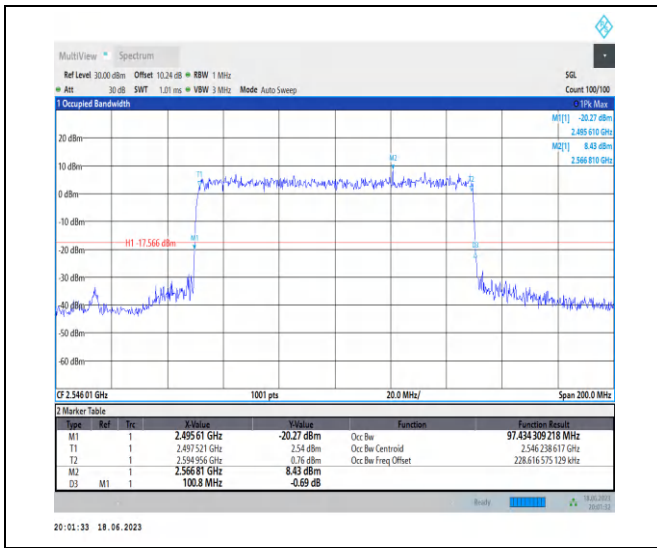 MultiView Spectrum
Ref Level 30.00 dBm Offset 10.24 dB RBW 1 MHz SGL
Att 30 dB SWT 1.01 ms VBW 3 MHz Mode Auto Sweep Count 100/100
1 Occupied Bandwidth 1Pk Max
M1[1] -20.27 dBm
2.495 610 GHz
M2[1] 8.43 dBm
2.566 810 GHz
20 dBm
M2
10 dBm
T1
0 dBm
-10 dBm
M1
H1 -17.566 dBm
-20 dBm
-30 dBm
-40 dBm
-50 dBm
-60 dBm
CF 2.546 01 GHz 1001 pts 20.0 MHz/ Span 200.0 MHz
2 Marker Table
Type Ref Trc X-Value Y-Value Function Function Result
M1 1 2.495 61 GHz -20.27 dBm Occ Bw 97.434 309 218 MHz
T1 1 2.497 521 GHz 2.54 dBm Occ Bw Centroid 2.546 238 617 GHz
T2 1 2.594 956 GHz 0.76 dBm Occ Bw Freq Offset 228.616 575 129 kHz
M2 1 2.566 81 GHz 8.43 dBm
D3 M1 1 100.8 MHz -0.69 dB
Ready 18.06.2023
20:01:32
20:01:33 18.06.2023